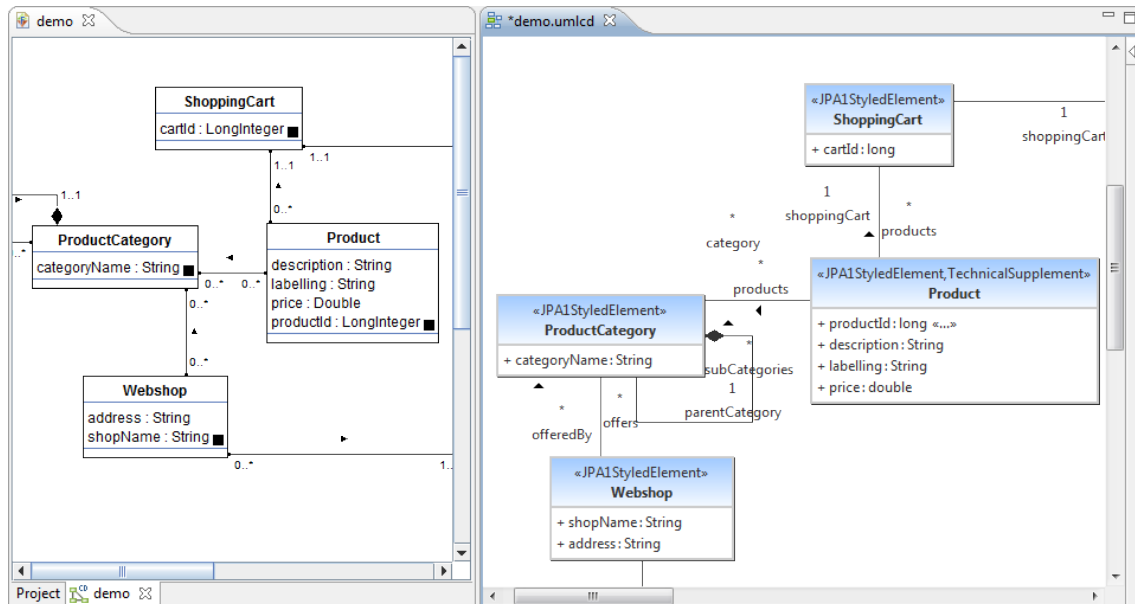 demo
ShoppingCart
cartId : LongInteger
1..1
1..1
1..1
0..*
0..*
ProductCategory
categoryName : String
0..*
0..*
0..*
Product
description : String
labelling : String
price : Double
productId : LongInteger
0..*
Webshop
address : String
shopName : String
0..*
1..
Project
demo
*demo.umlcd
«JPA1StyledElement»
ShoppingCart
+ cartId: long
1
shoppingCart
1
shoppingCart
*
products
*
category
*
products
«JPA1StyledElement,TechnicalSupplement»
Product
+ productId: long «...»
+ description: String
+ labelling: String
+ price: double
«JPA1StyledElement»
ProductCategory
+ categoryName: String
*
subCategories
1
parentCategory
*
offers
*
offeredBy
«JPA1StyledElement»
Webshop
+ shopName: String
+ address: String